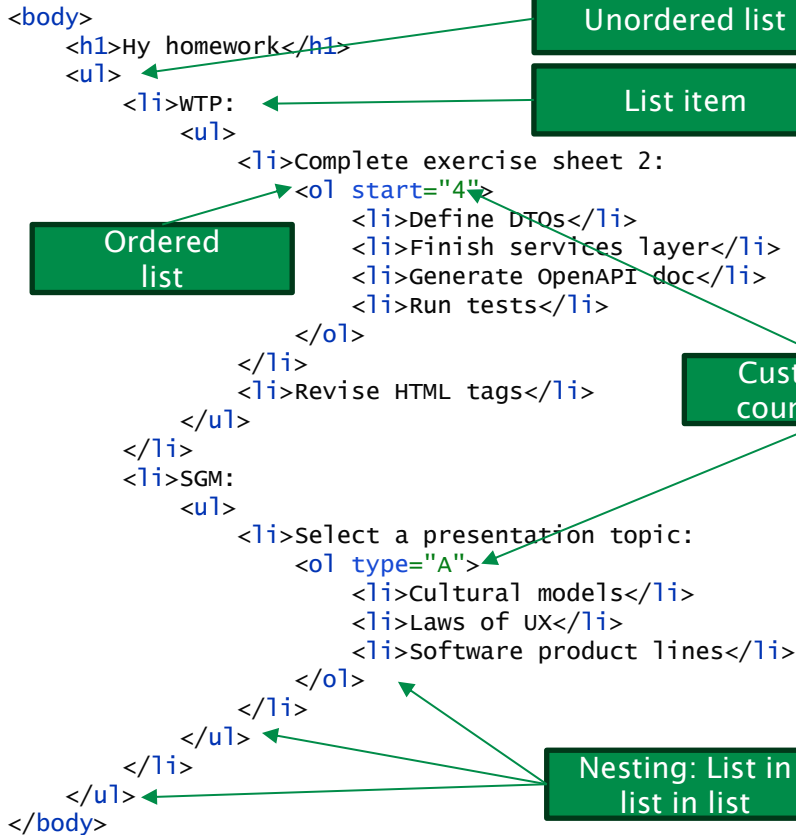 <body>
Unordered list
<h1>Hy homework</h1>
<ul>
<li>WTP:
List item
<ul>
<li>Complete exercise sheet 2:
<ol start="4">
<li>Define DTOs</li>
Ordered
list
<li>Finish services layer</li>
<li>Generate OpenAPI doc</li>
<li>Run tests</li>
</ol>
</li>
<li>Revise HTML tags</li>
</ul>
</li>
<li>SGM:
<ul>
<li>Select a presentation topic:
<ol type="A">
<li>Cultural models</li>
<li>Laws of UX</li>
<li>Software product lines</li>
</ol>
</li>
</ul>
</li>
Nesting: List in
list in list
</ul>
</body>